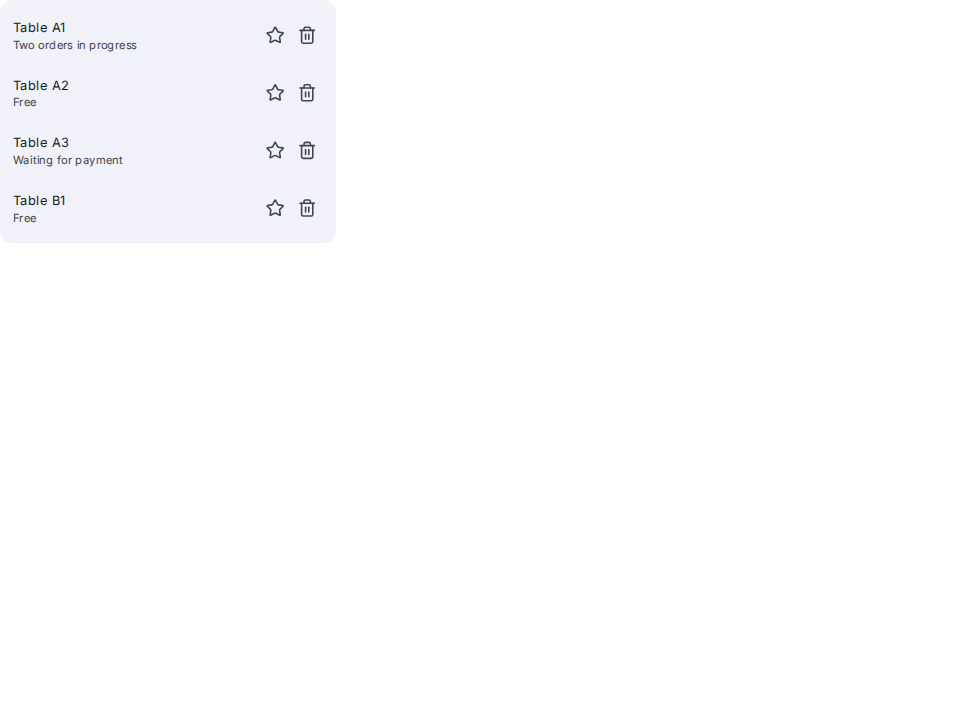 Table A1
Two orders in progress
Table A2
Free
Table A3
Waiting for payment
Table B1
Free